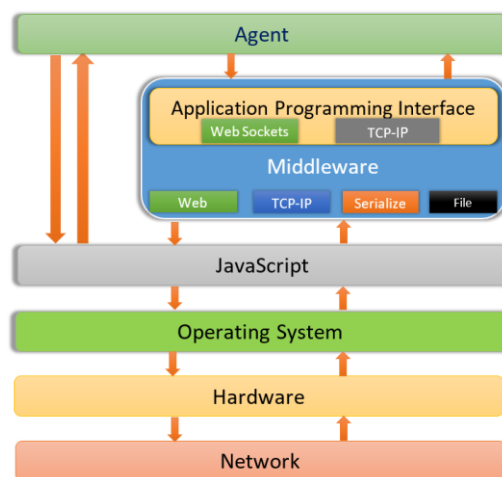 Agent
Application Programming Interface
Web Sockets TCP-IP
Middleware
Web TCP-IP Serialize File
JavaScript
Operating System
Hardware
Network